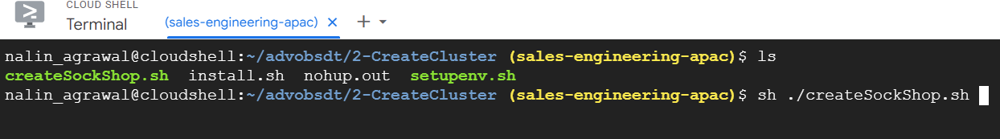 CLOUD SHELL
Terminal
(sales-engineering-apac)
nalin_agrawal@cloudshell:~/advobsdt/2-CreateCluster (sales-engineering-apac)$ ls
createSockShop.sh install.sh nohup.out setupenv.sh
nalin_agrawal@cloudshell:~/advobsdt/2-CreateCluster (sales-engineering-apac)$ sh ./createSockShop.sh